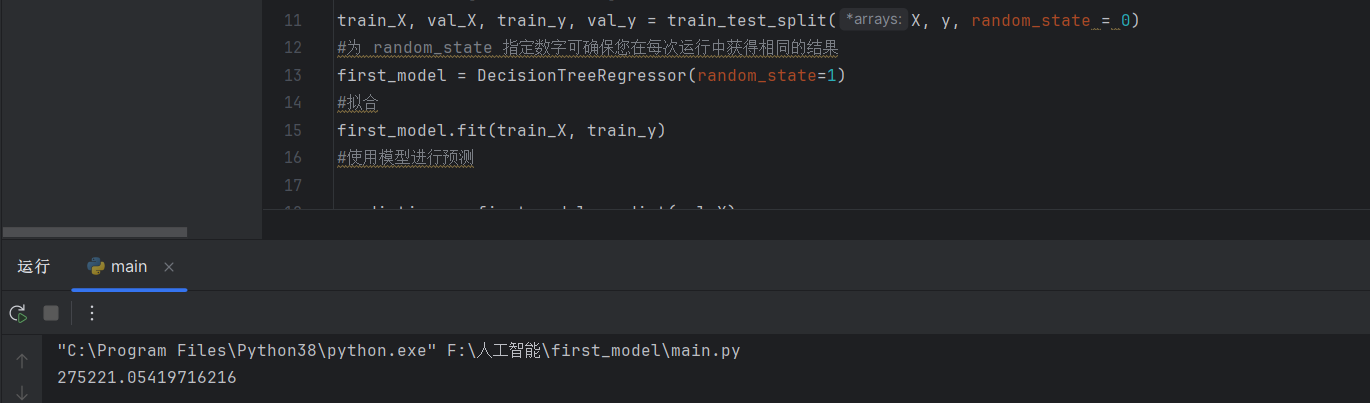 11 train_X, val_X, train_y, val_y = train_test_split( *arrays: X, y, random_state = 0)
12 #为 random_state 指定数字可确保您在每次运行中获得相同的结果
13 first_model = DecisionTreeRegressor(random_state=1)
14 #拟合
15 first_model.fit(train_X, train_y)
16 #使用模型进行预测
17
运行 main ×
"C:\Program Files\Python38\python.exe" F:\人工智能\first_model\main.py
275221.05419716216